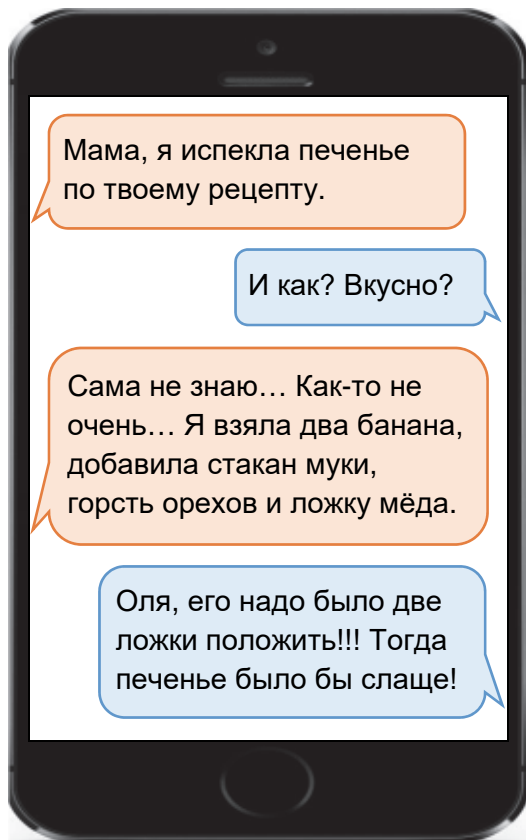 Мама, я испекла печенье
по твоему рецепту.
И как? Вкусно?
Сама не знаю… Как-то не
очень… Я взяла два банана,
добавила стакан муки,
горсть орехов и ложку мёда.
Оля, его надо было две
ложки положить!!! Тогда
печенье было бы слаще!